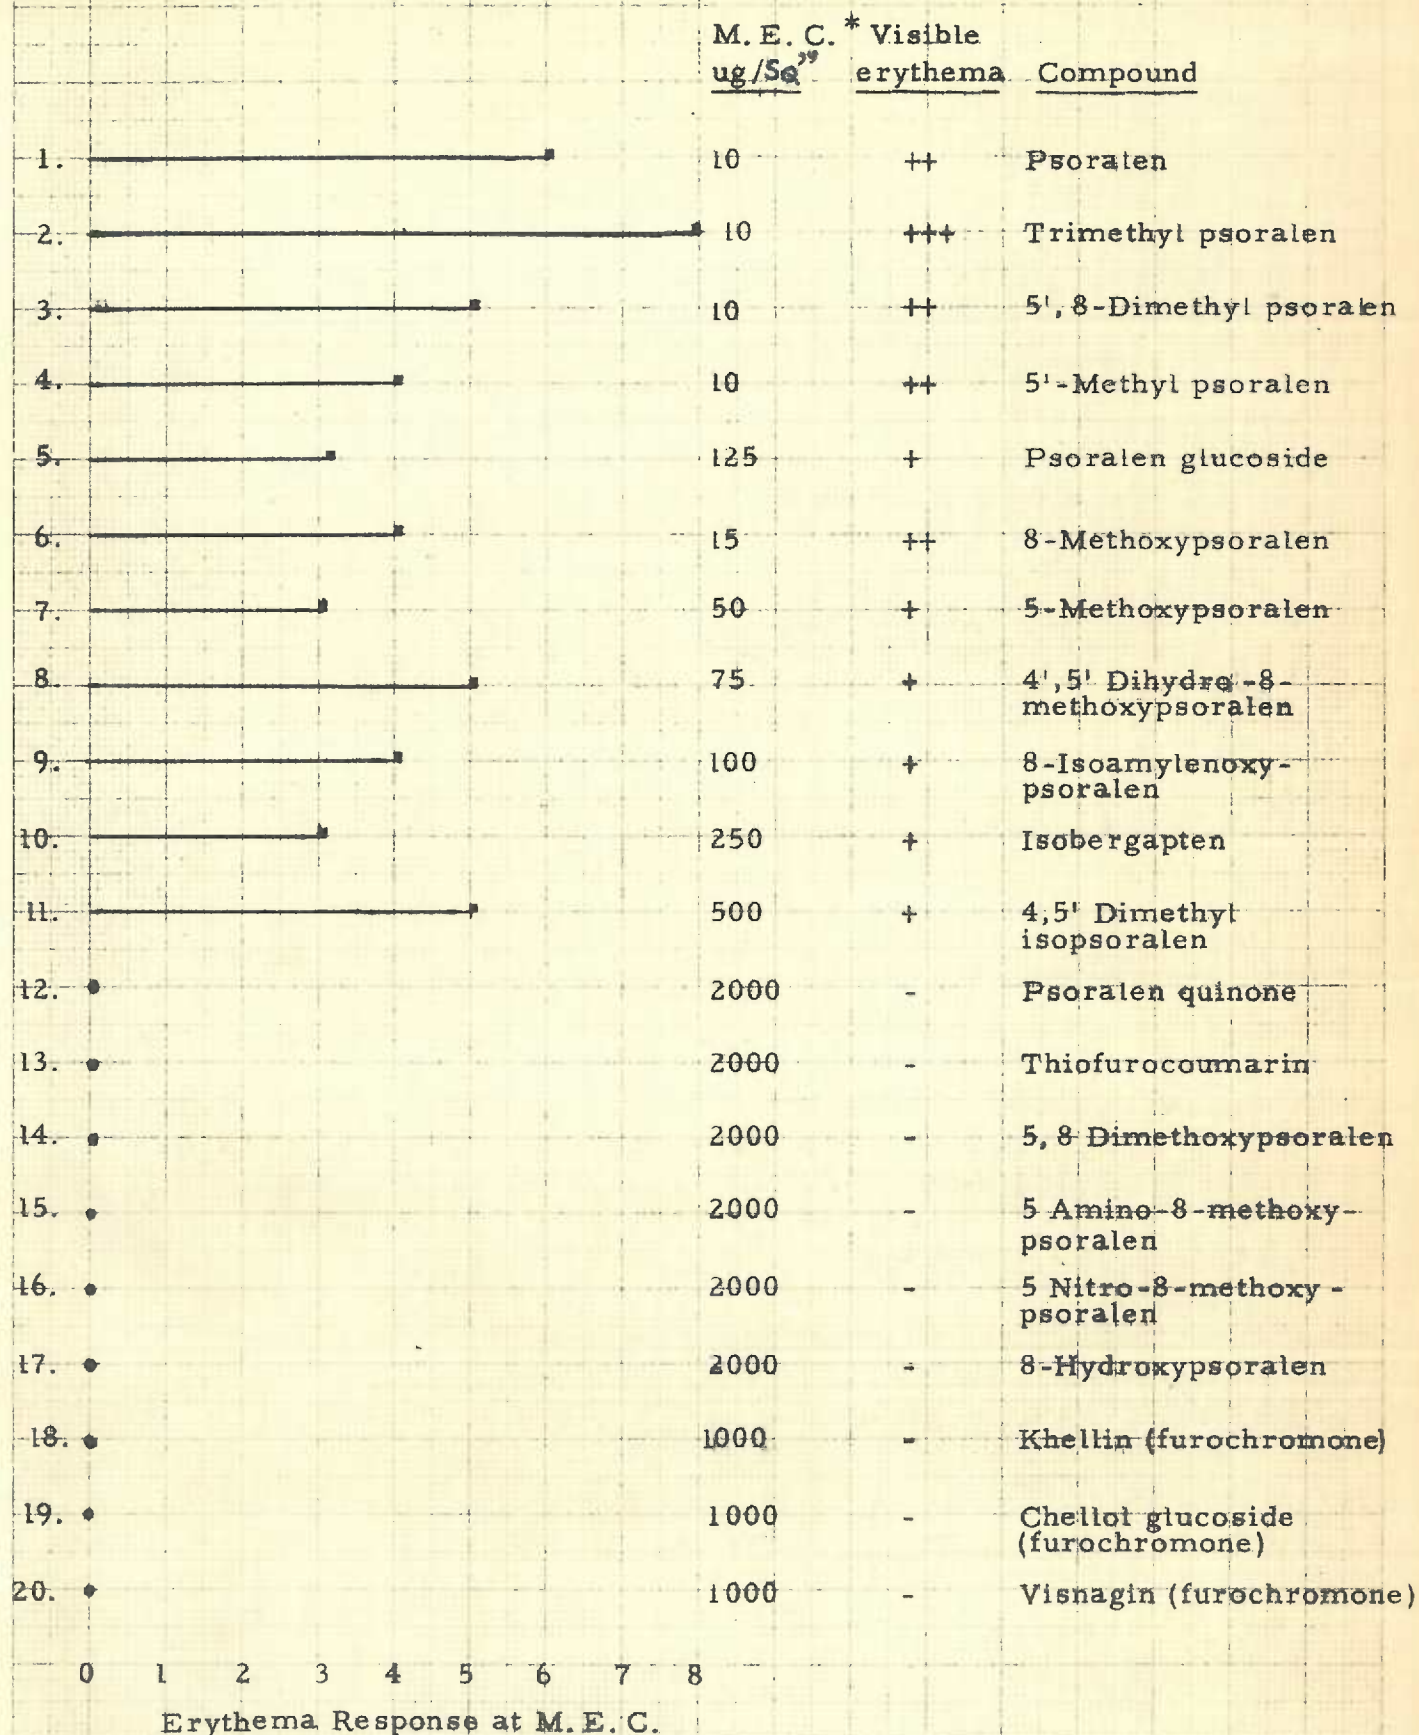 M. E. C. * Visible
ug/Sq" erythema Compound
1. 10 ++ Psoralen
2. 10 +++ Trimethyl psoralen
3. 10 ++ 5', 8-Dimethyl psoralen
4. 10 ++ 5'-Methyl psoralen
5. 125 + Psoralen glucoside
6. 15 ++ 8-Methoxypsoralen
7. 50 + 5-Methoxypsoralen
8. 75 + 4',5' Dihydro-8-
methoxypsoralen
9. 100 + 8-Isoamylenoxy-
psoralen
10. 250 + Isobergapten
11. 500 + 4,5' Dimethyl
isopsoralen
12. 2000 - Psoralen quinone
13. 2000 - Thiofurocoumarin
14. 2000 - 5, 8 Dimethoxypsoralen
15. 2000 - 5 Amino-8-methoxy-
psoralen
16. 2000 - 5 Nitro-8-methoxy-
psoralen
17. 2000 - 8-Hydroxypsoralen
18. 1000 - Khellin (furochromone)
19. 1000 - Chellol glucoside
(furochromone)
20. 1000 - Visnagin (furochromone)
0 1 2 3 4 5 6 7 8
Erythema Response at M. E. C.